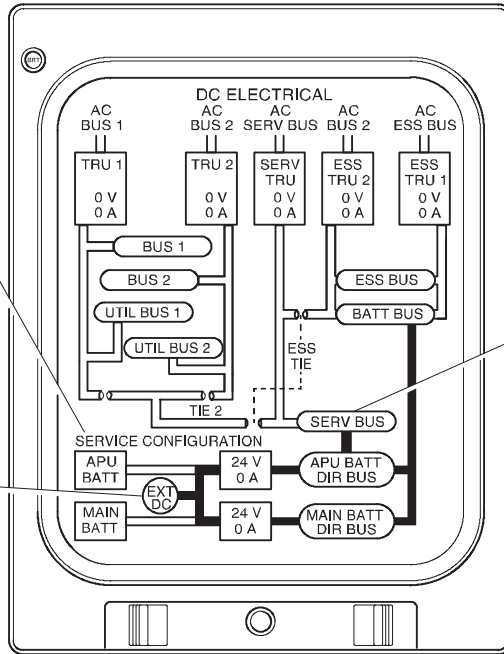 BRT
DC ELECTRICAL
AC
BUS 1
AC
BUS 2
AC
SERV BUS
AC
BUS 2
AC
ESS BUS
TRU 1
0 V
0 A
TRU 2
0 V
0 A
SERV
TRU
0 V
0 A
ESS
TRU 2
0 V
0 A
ESS
TRU 1
0 V
0 A
BUS 1
BUS 2
ESS BUS
UTIL BUS 1
BATT BUS
UTIL BUS 2
ESS
TIE
TIE 2
SERV BUS
SERVICE CONFIGURATION
APU
BATT
24 V
0 A
APU BATT
DIR BUS
EXT
DC
MAIN
BATT
24 V
0 A
MAIN BATT
DIR BUS